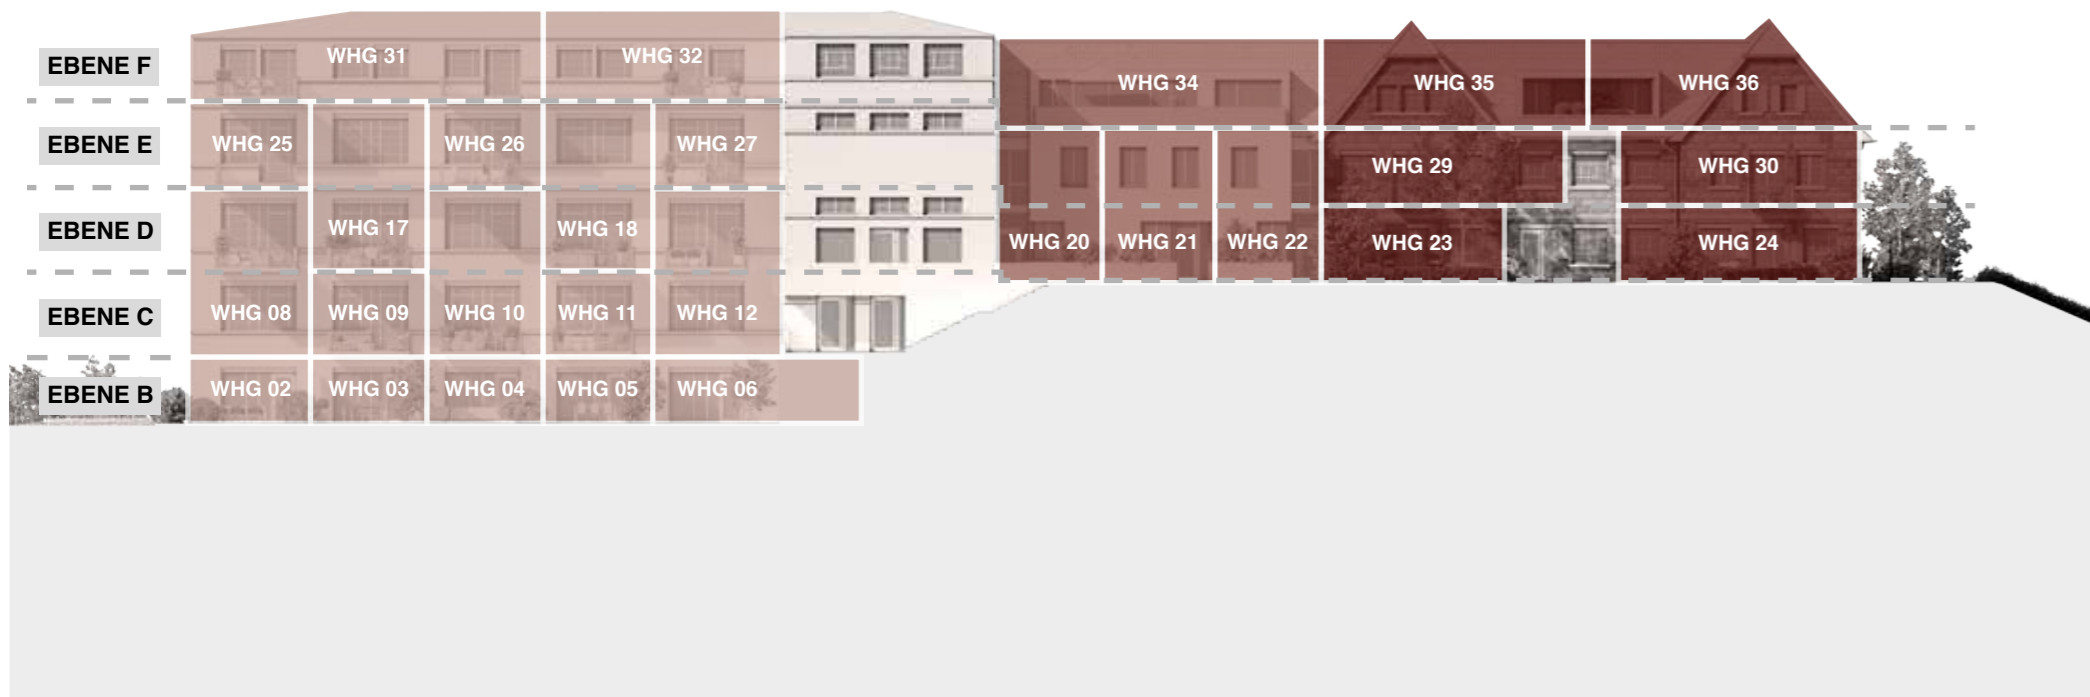 EBENE F
WHG 31
WHG 32
WHG 34
WHG 35
WHG 36
EBENE E
WHG 25
WHG 26
WHG 27
WHG 29
WHG 30
EBENE D
WHG 17
WHG 18
WHG 20
WHG 21
WHG 22
WHG 23
WHG 24
EBENE C
WHG 08
WHG 09
WHG 10
WHG 11
WHG 12
EBENE B
WHG 02
WHG 03
WHG 04
WHG 05
WHG 06